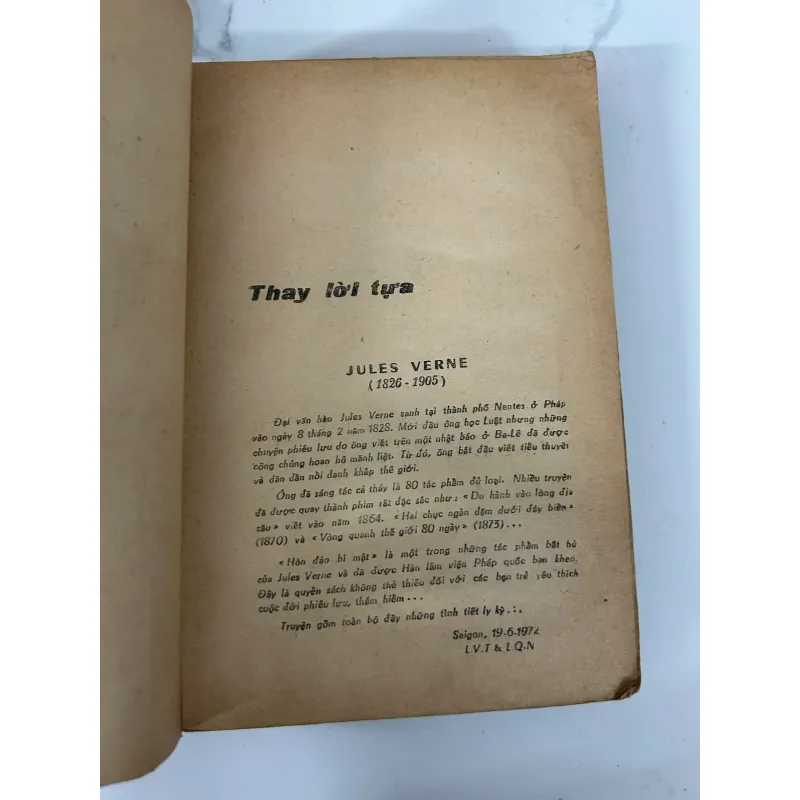 Thay lời tựa
JULES VERNE
(1826 - 1905)
Đại văn hào Jules Verne sanh tại thành phố Nantes ở Pháp
vào ngày 8 tháng 2 năm 1828. Mới đầu ông học Luật nhưng những
chuyện phiêu lưu do ông viết trên một nhật báo ở Ba-Lê đã được
công chúng hoan hô mãnh liệt. Từ đó, ông bắt đầu viết tiểu thuyết
và dần dần nổi danh khắp thế giới.
Ông đã sáng tác cả thảy là 80 tác phẩm đủ loại. Nhiều truyện
đã được quay thành phim rất đặc sắc như : «Du hành vào lòng địa
cầu» viết vào năm 1864. «Hai chục ngàn dặm dưới đáy biển»
(1870) và «Vòng quanh thế giới 80 ngày» (1873)...
«Hòn đảo bí mật» là một trong những tác phẩm bất hủ
của Jules Verne và đã được Hàn lâm viện Pháp quốc ban khen.
Đây là quyển sách không thể thiếu đối với các bạn trẻ yêu thích
cuộc đời phiêu lưu, thám hiểm...
Truyện gồm toàn bộ đầy những tình tiết ly kỳ...
Saigon, 19.6.1972
L.V.T & L.Q.N